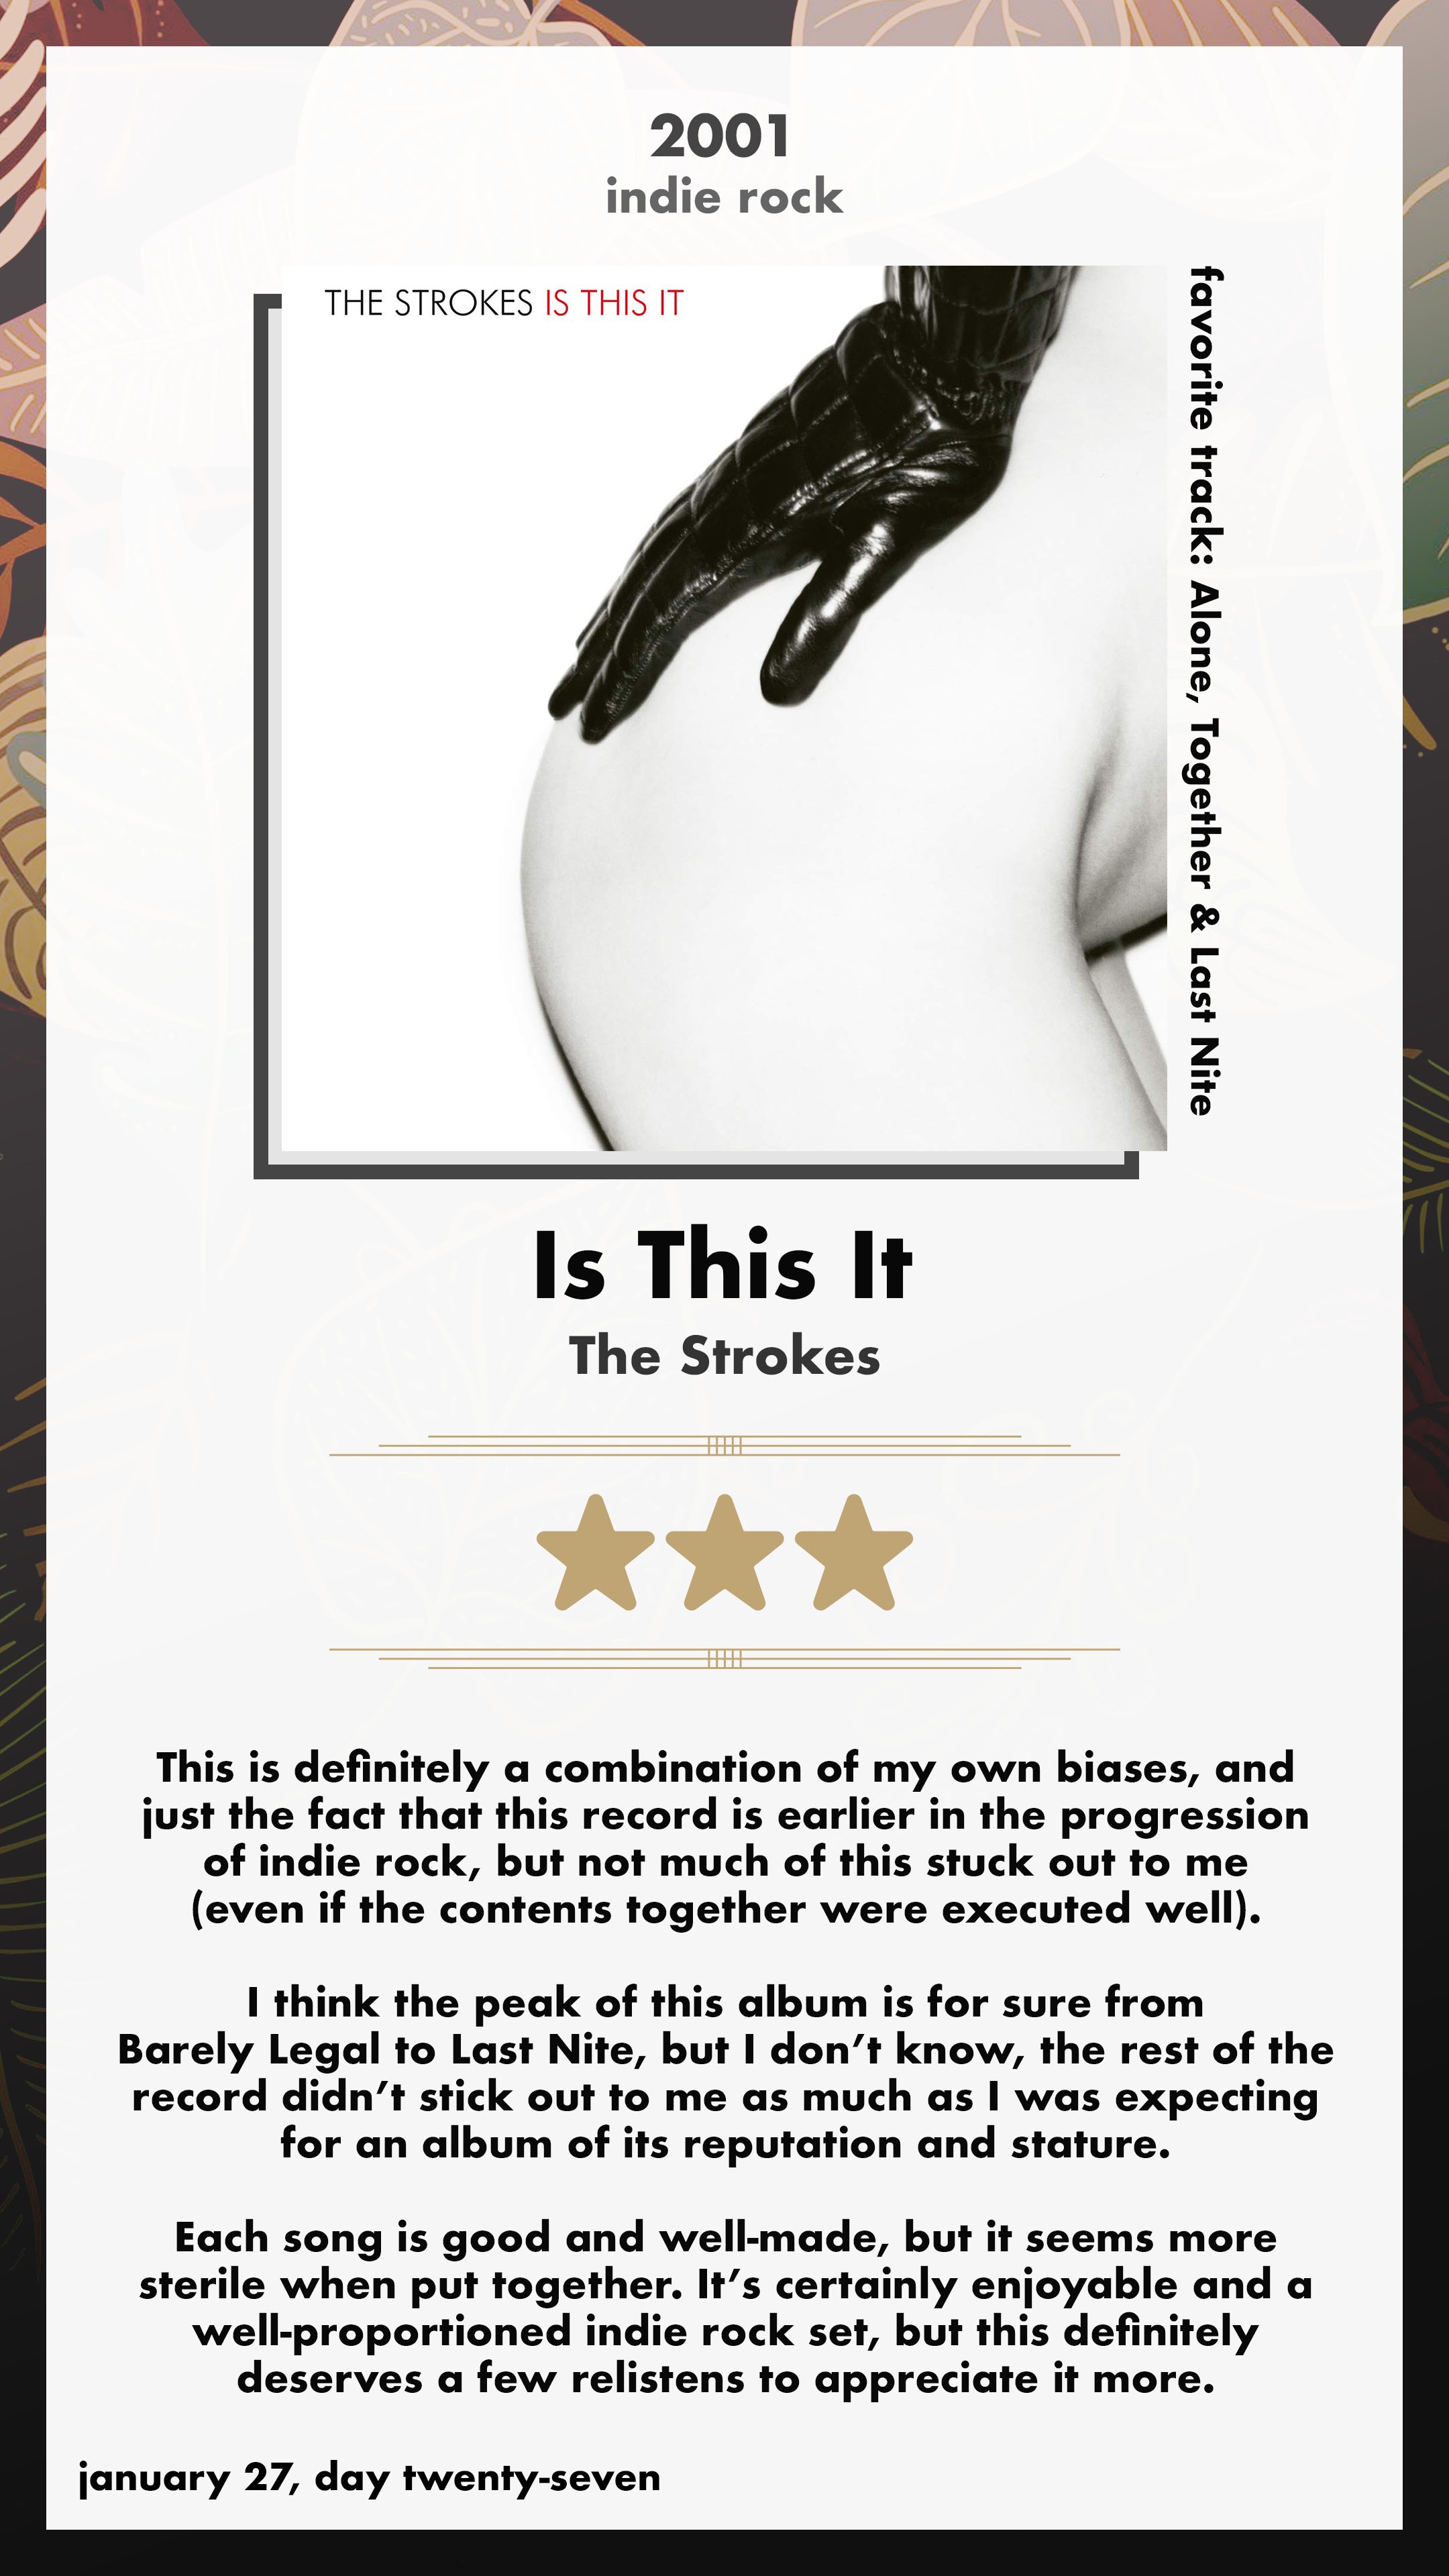 2001
indie rock
THE STROKES IS THIS IT
favorite track: Alone, Together & Last Nite
Is This It
The Strokes
This is definitely a combination of my own biases, and
just the fact that this record is earlier in the progression
of indie rock, but not much of this stuck out to me
(even if the contents together were executed well).
I think the peak of this album is for sure from
Barely Legal to Last Nite, but I don’t know, the rest of the
record didn’t stick out to me as much as I was expecting
for an album of its reputation and stature.
Each song is good and well-made, but it seems more
sterile when put together. It’s certainly enjoyable and a
well-proportioned indie rock set, but this definitely
deserves a few relistens to appreciate it more.
january 27, day twenty-seven